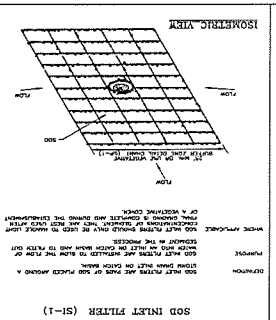 SOD INLET FILTER (SI-1)
DEFINITION SOD INLET FILTERS ARE PADS OF SOD PLACED AROUND A
STORM DRAIN INLET OR CATCH BASIN.
PURPOSE SOD INLET FILTERS ARE INSTALLED TO SLOW THE FLOW OF
WATER INTO AN INLET OR CATCH BASIN AND TO FILTER OUT
SEDIMENT IN THE PROCESS.
WHERE APPLICABLE SOD INLET FILTERS SHOULD ONLY BE USED TO HANDLE LIGHT
CONCENTRATIONS OF SEDIMENT. THEY ARE BEST USED AFTER
FINAL GRADING IS COMPLETE AND DURING THE ESTABLISHMENT
OF A VEGETATIVE COVER.
FLOW
MIN. OR USE VEGETATIVE
BUFFER ZONE DETAIL CHART
SOD
FLOW
FLOW
ISOMETRIC VIEW